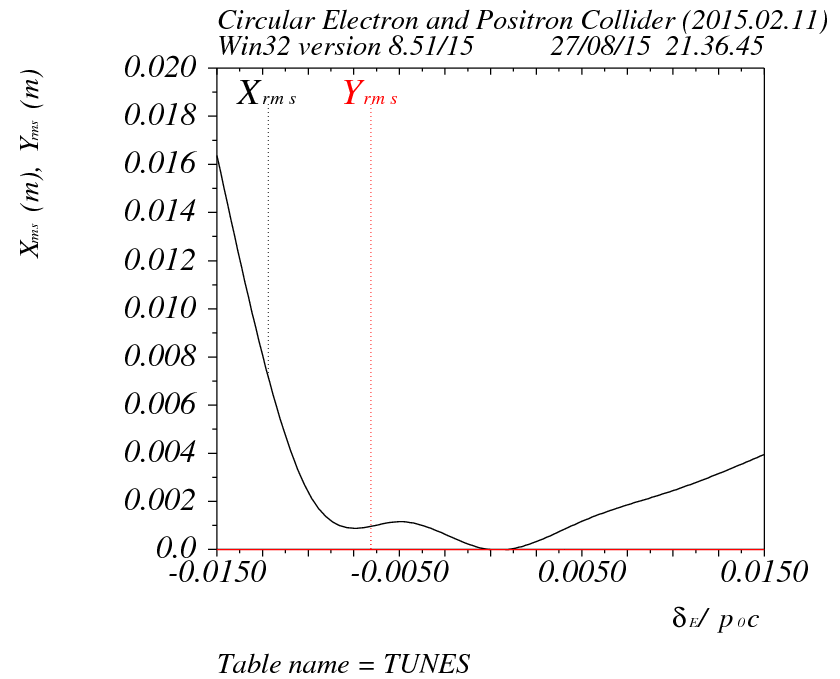 Circular Electron and Positron Collider (2015.02.11)
Win32 version 8.51/15 27/08/15 21.36.45
Xrms (m), Yrms (m)
Xrm s Yrm s
0.020
0.018
0.016
0.014
0.012
0.010
0.008
0.006
0.004
0.002
0.0
-0.0150 -0.0050 0.0050 0.0150
δE/ p0c
Table name = TUNES